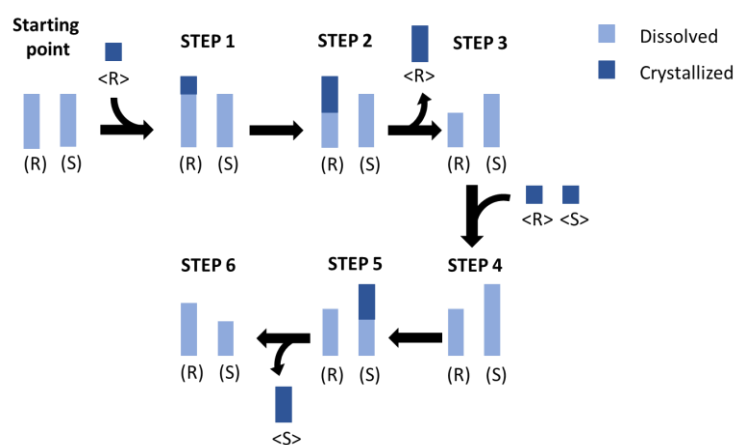 Starting
point
<R>
STEP 1
STEP 2
<R>
STEP 3
Dissolved
Crystallized
(R) (S)
(R) (S)
(R) (S)
(R) (S)
<R> <S>
STEP 6
STEP 5
STEP 4
(R) (S)
(R) (S)
(R) (S)
<S>